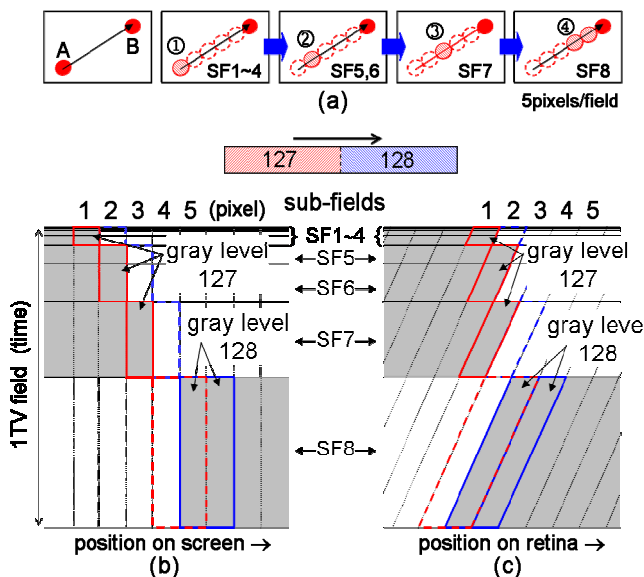 A B
① SF1~4
② SF5,6
③ SF7
④ SF8
(a)
5pixels/field
127 128
sub-fields
1 2 3 4 5 (pixel)
1 2 3 4 5
SF1~4
gray level
127
gray level
127
SF5
SF6
SF7
gray level
128
gray level
128
SF8
1TV field (time)
position on screen →
position on retina →
(b)
(c)